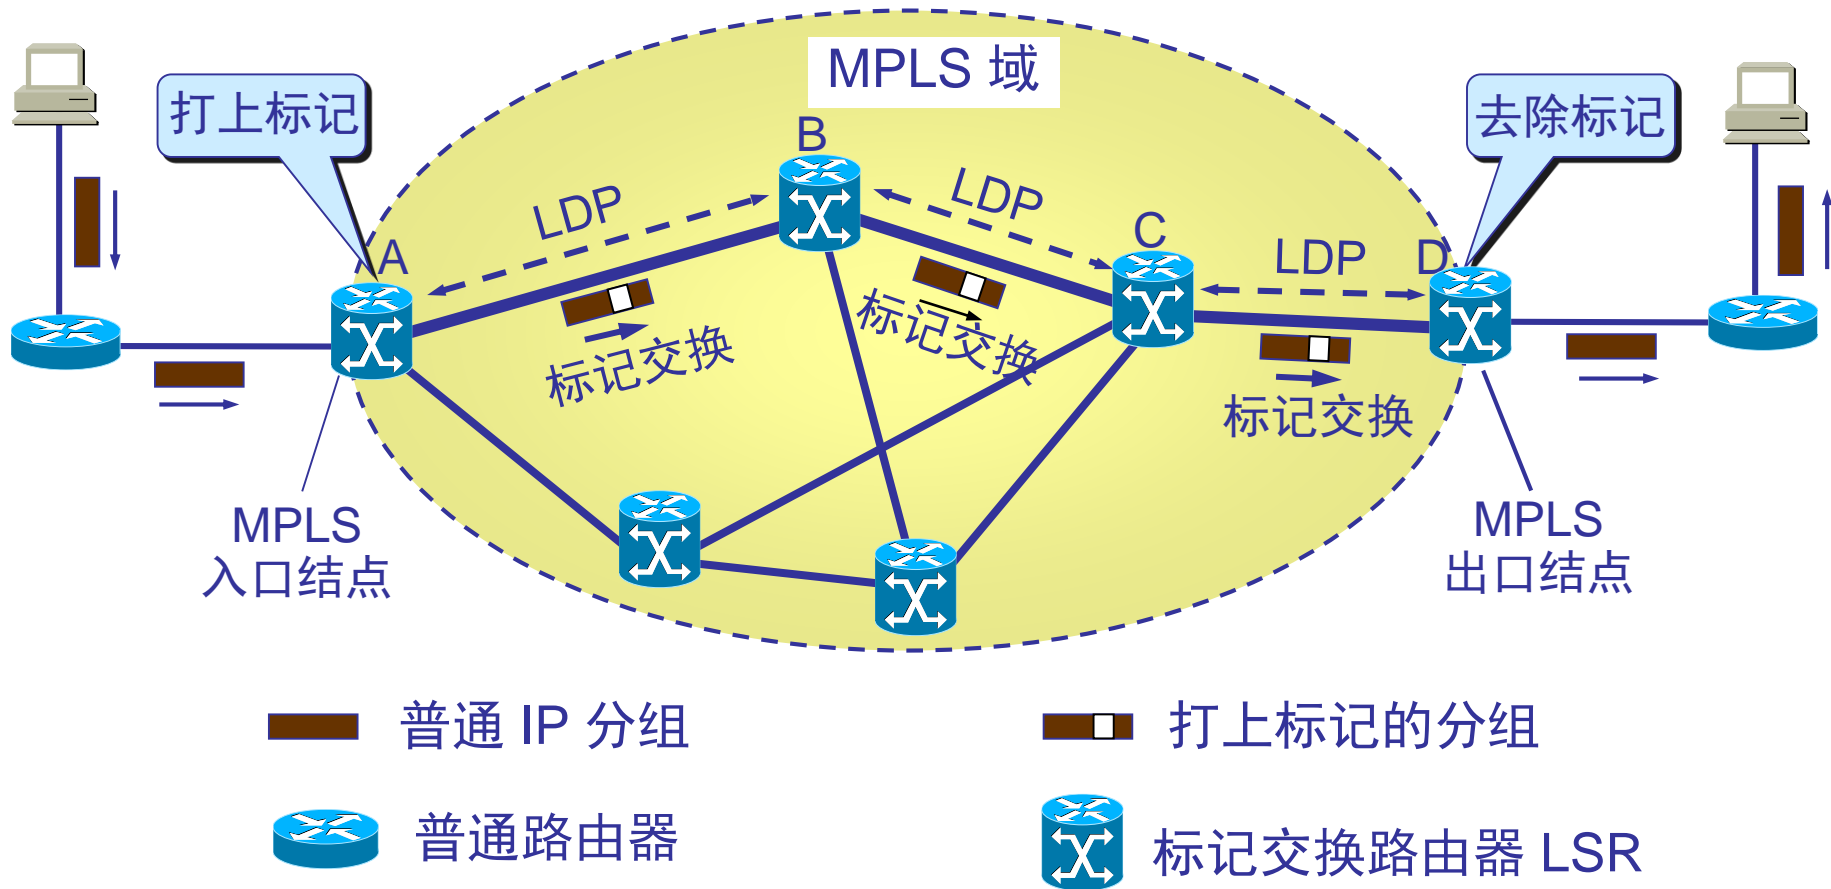 MPLS 域
打上标记
去除标记
B
LDP
LDP
C
A
LDP
D
标记交换
标记交换
标记交换
MPLS
入口结点
MPLS
出口结点
普通 IP 分组
打上标记的分组
普通路由器
标记交换路由器 LSR